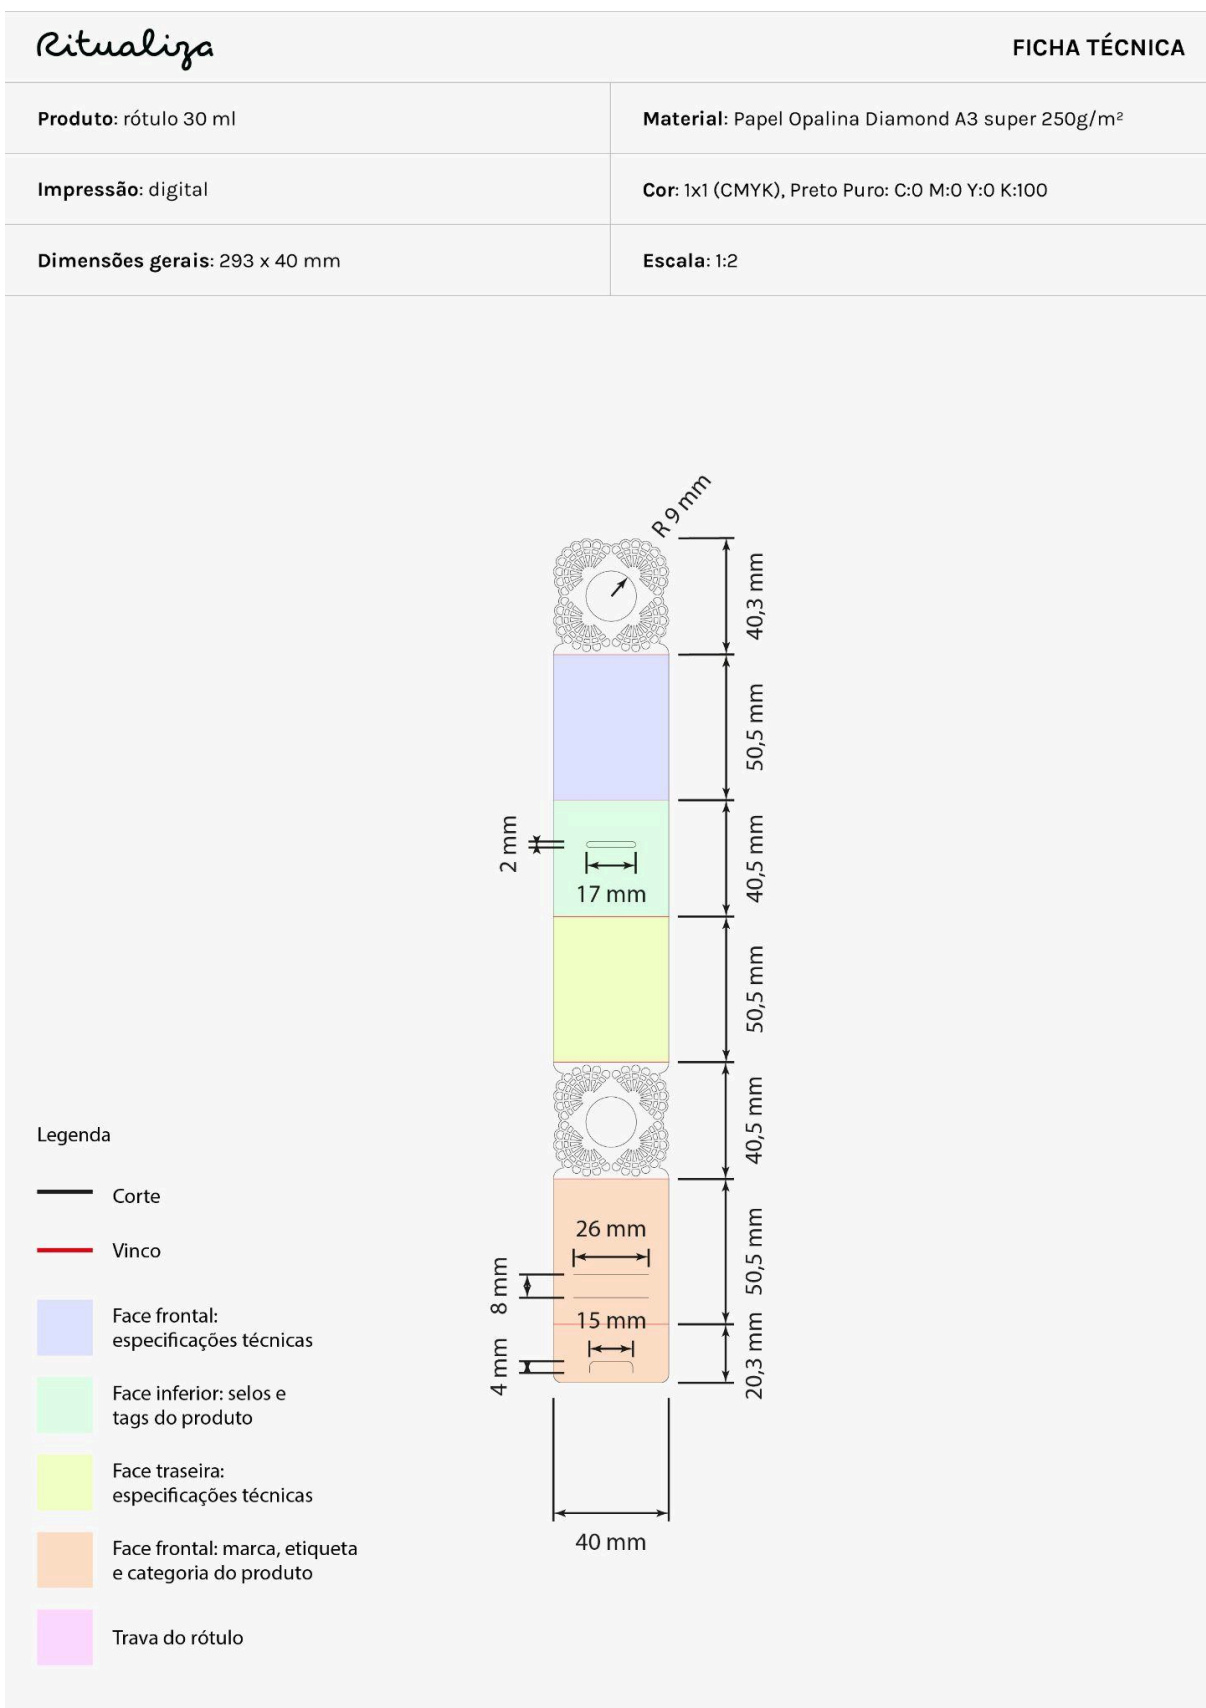 Ritualiza
FICHA TÉCNICA
Produto: rótulo 30 ml
Material: Papel Opalina Diamond A3 super 250g/m²
Impressão: digital
Cor: 1x1 (CMYK), Preto Puro: C:0 M:0 Y:0 K:100
Dimensões gerais: 293 x 40 mm
Escala: 1:2
R 9 mm
40,3 mm
50,5 mm
2 mm
17 mm
40,5 mm
50,5 mm
40,5 mm
26 mm
8 mm
50,5 mm
15 mm
4 mm
20,3 mm
40 mm
Legenda
Corte
Vinco
Face frontal:
especificações técnicas
Face inferior: selos e
tags do produto
Face traseira:
especificações técnicas
Face frontal: marca, etiqueta
e categoria do produto
Trava do rótulo